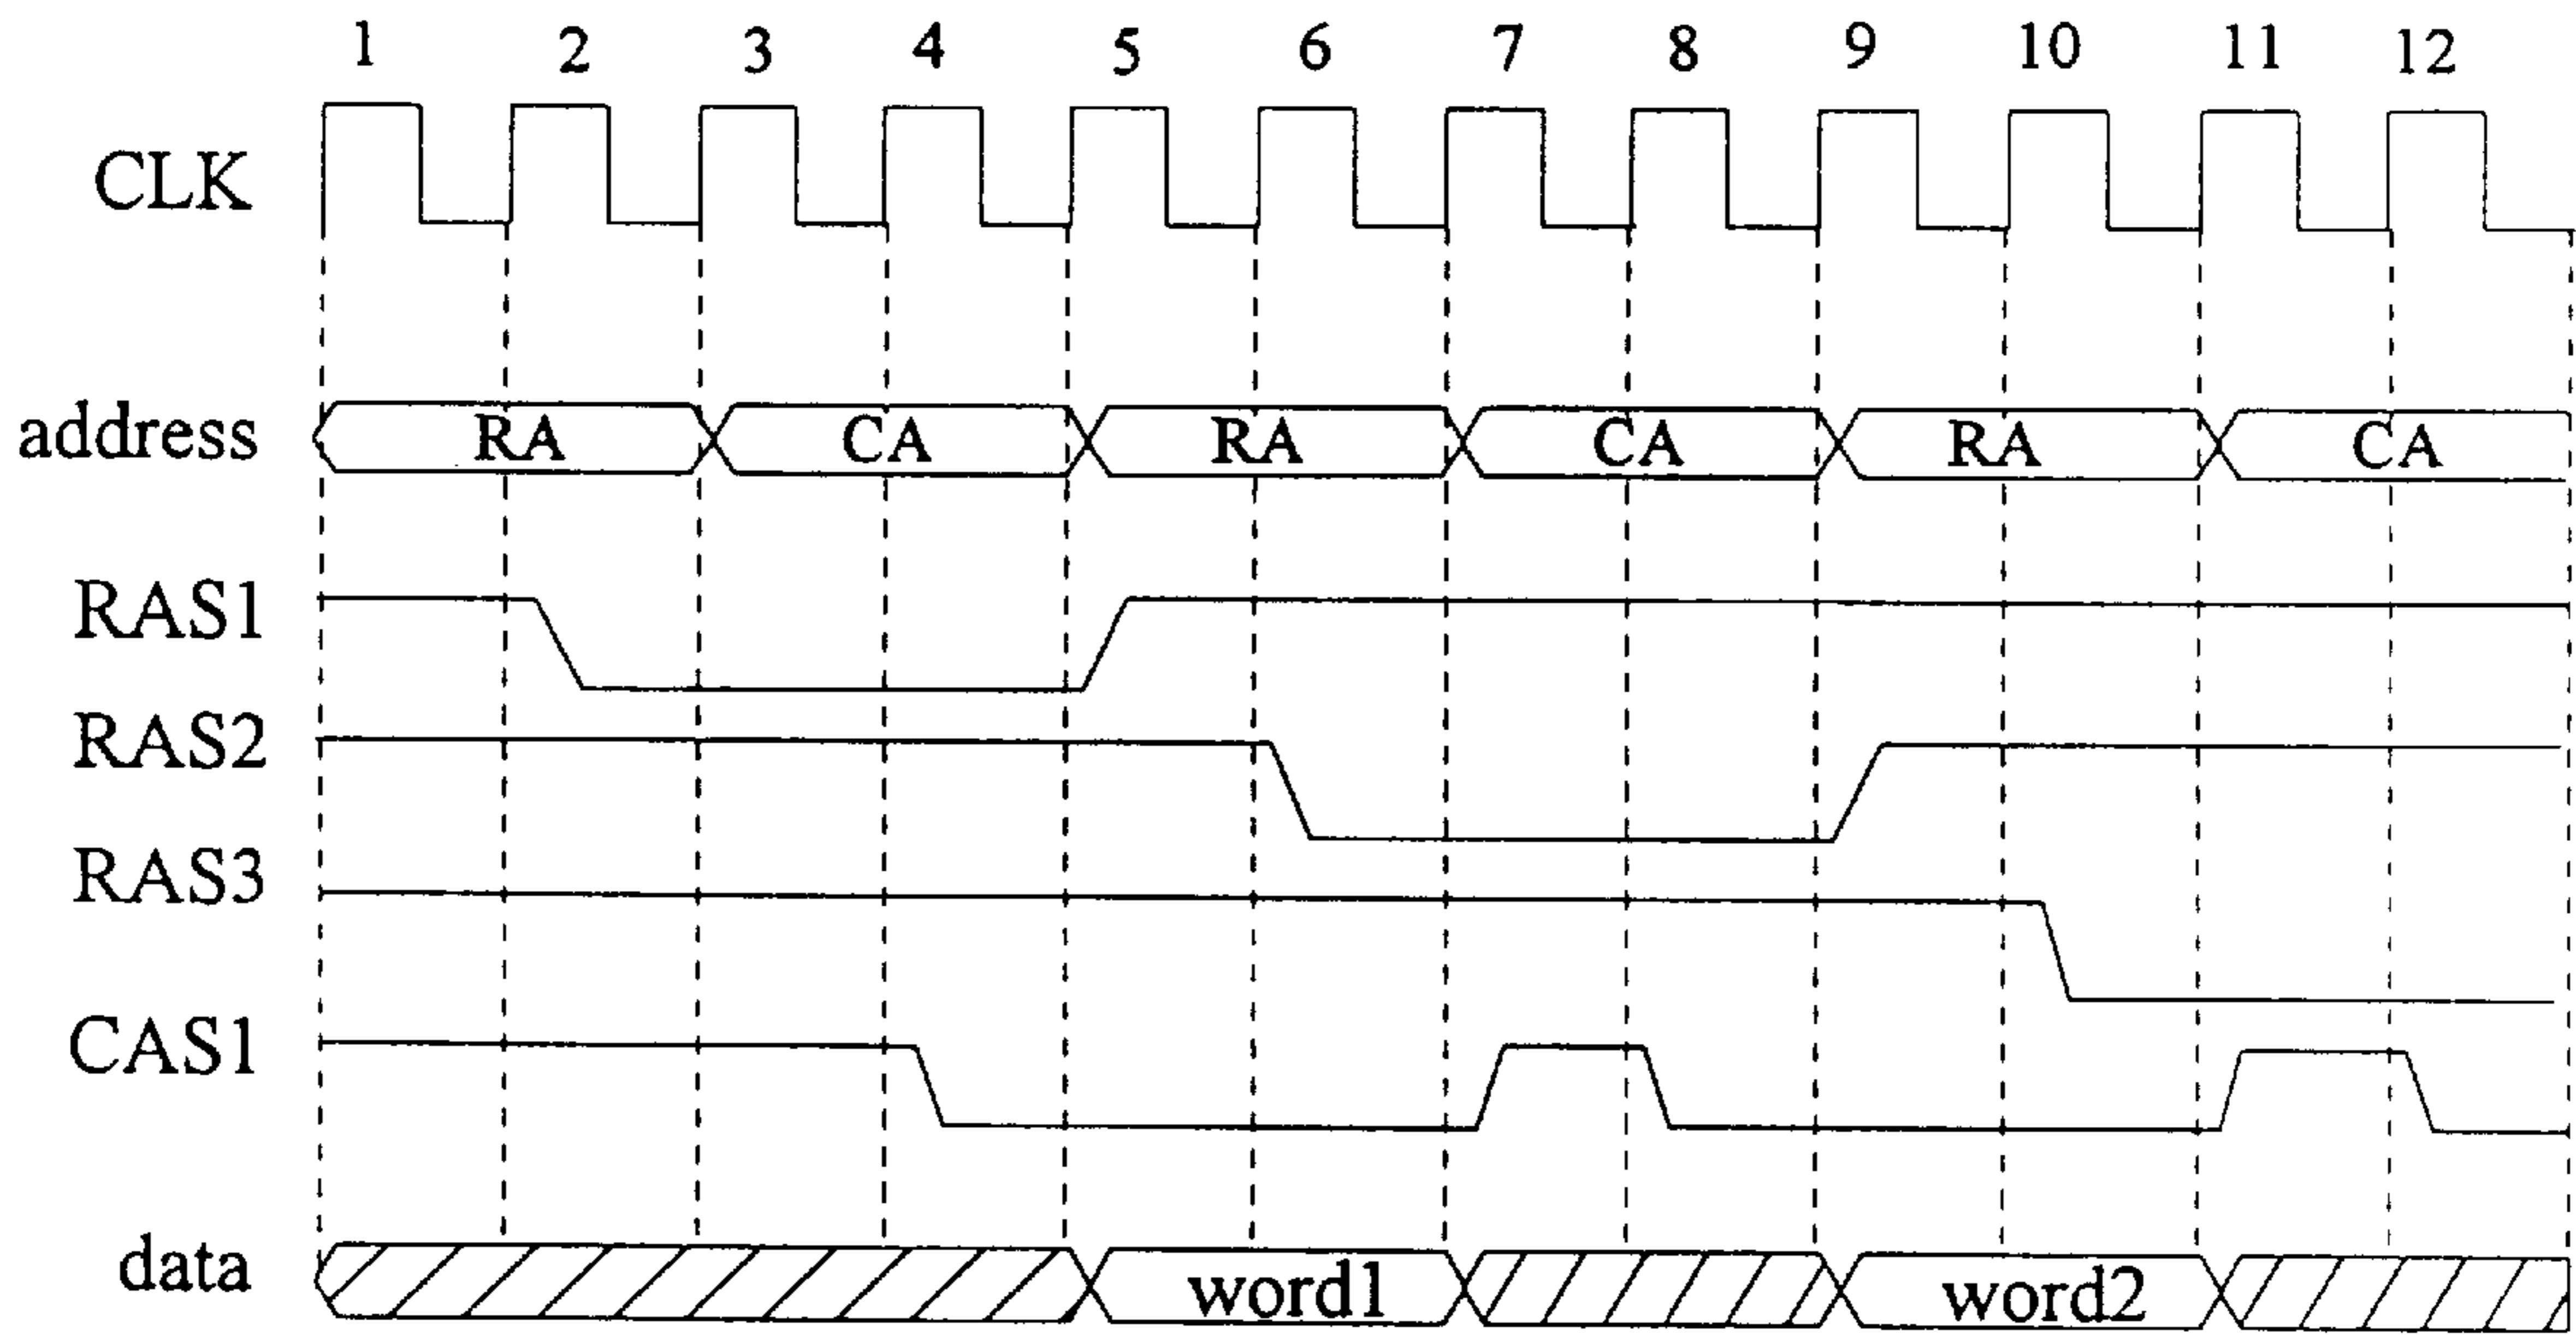 1 2 3 4 5 6 7 8 9 10 11 12
CLK
address RA CA RA CA RA CA
RAS1
RAS2
RAS3
CAS1
data word1 word2